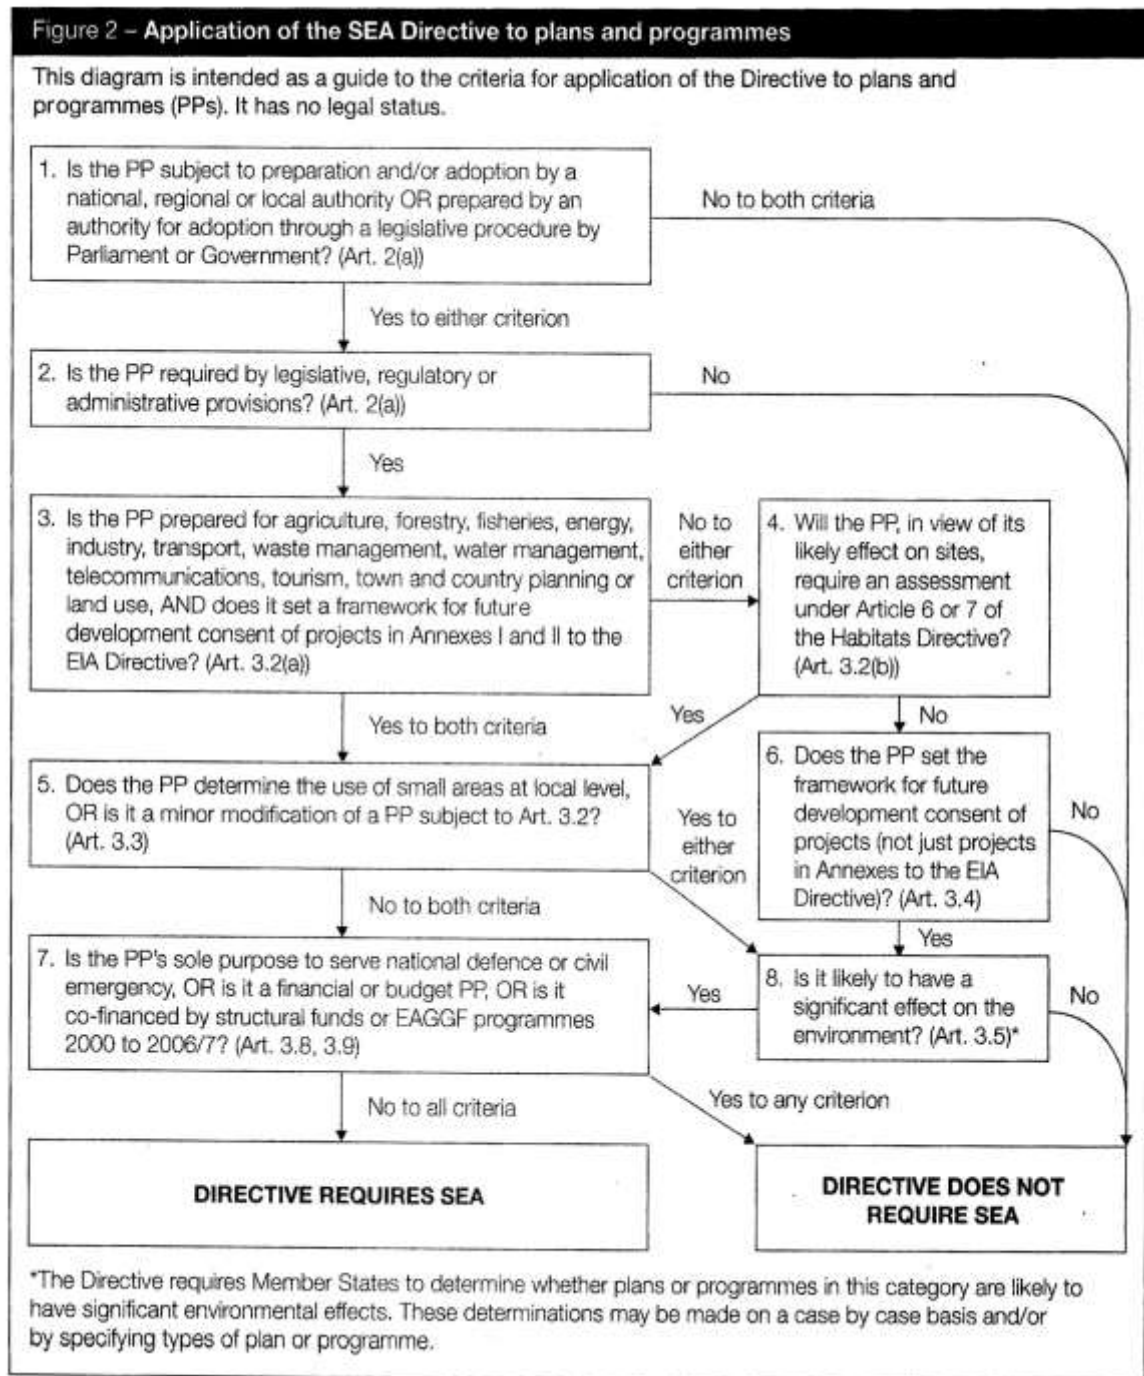 Figure 2 – Application of the SEA Directive to plans and programmes
This diagram is intended as a guide to the criteria for application of the Directive to plans and
programmes (PPs). It has no legal status.
1. Is the PP subject to preparation and/or adoption by a
national, regional or local authority OR prepared by an
authority for adoption through a legislative procedure by
Parliament or Government? (Art. 2(a))
No to both criteria
Yes to either criterion
2. Is the PP required by legislative, regulatory or
administrative provisions? (Art. 2(a))
No
Yes
3. Is the PP prepared for agriculture, forestry, fisheries, energy,
industry, transport, waste management, water management,
telecommunications, tourism, town and country planning or
land use, AND does it set a framework for future
development consent of projects in Annexes I and II to the
EIA Directive? (Art. 3.2(a))
No to
either
criterion
4. Will the PP, in view of its
likely effect on sites,
require an assessment
under Article 6 or 7 of
the Habitats Directive?
(Art. 3.2(b))
Yes to both criteria
Yes
No
5. Does the PP determine the use of small areas at local level,
OR is it a minor modification of a PP subject to Art. 3.2?
(Art. 3.3)
Yes to
either
criterion
6. Does the PP set the
framework for future
development consent of
projects (not just projects
in Annexes to the EIA
Directive)? (Art. 3.4)
No
No to both criteria
Yes
7. Is the PP's sole purpose to serve national defence or civil
emergency, OR is it a financial or budget PP, OR is it
co-financed by structural funds or EAGGF programmes
2000 to 2006/7? (Art. 3.8, 3.9)
Yes
8. Is it likely to have a
significant effect on the
environment? (Art. 3.5)*
No
No to all criteria
Yes to any criterion
DIRECTIVE REQUIRES SEA
DIRECTIVE DOES NOT
REQUIRE SEA
*The Directive requires Member States to determine whether plans or programmes in this category are likely to
have significant environmental effects. These determinations may be made on a case by case basis and/or
by specifying types of plan or programme.